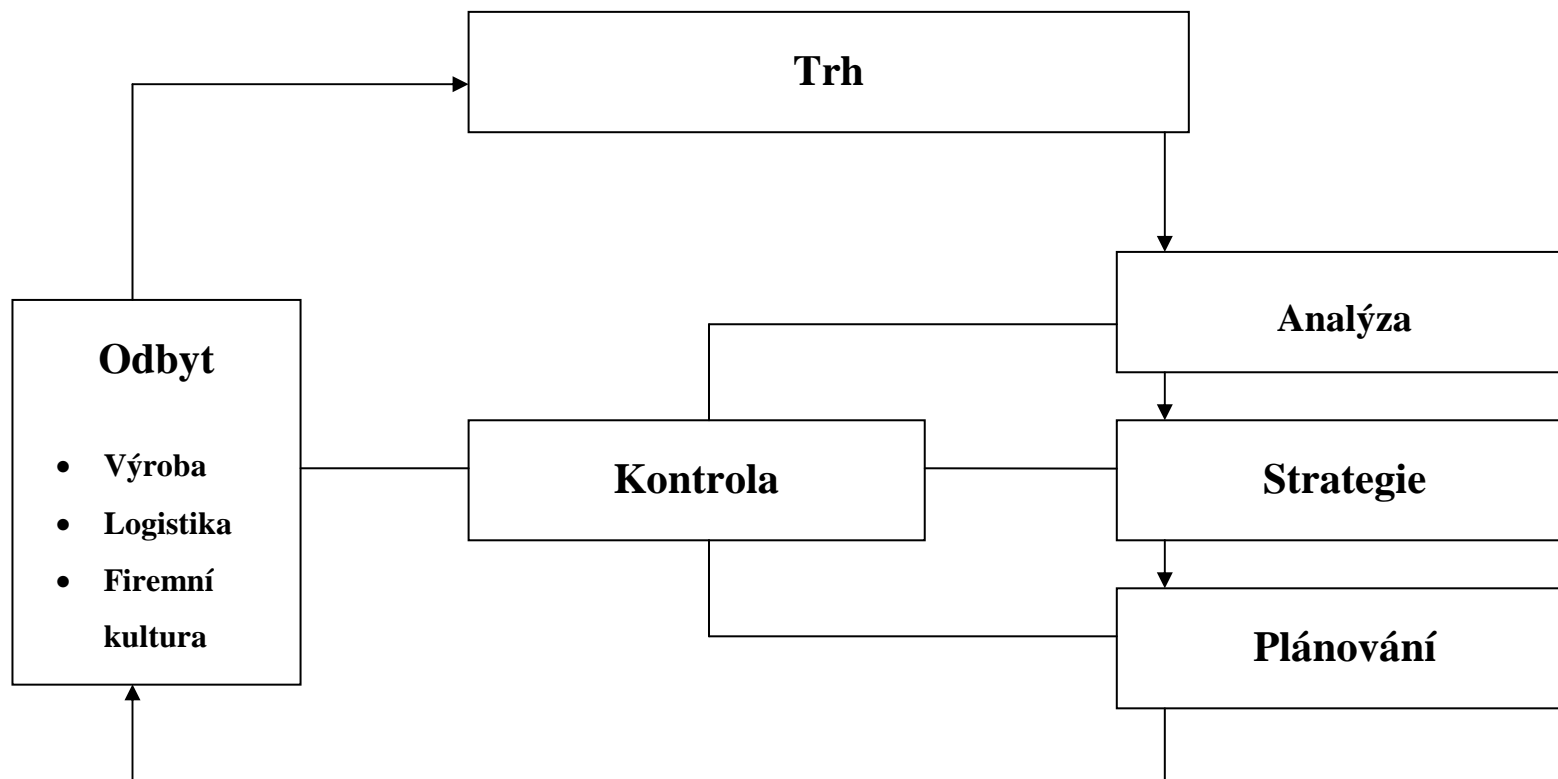 Trh
Analýza
Odbyt
• Výroba
• Logistika
• Firemní
kultura
Kontrola
Strategie
Plánování